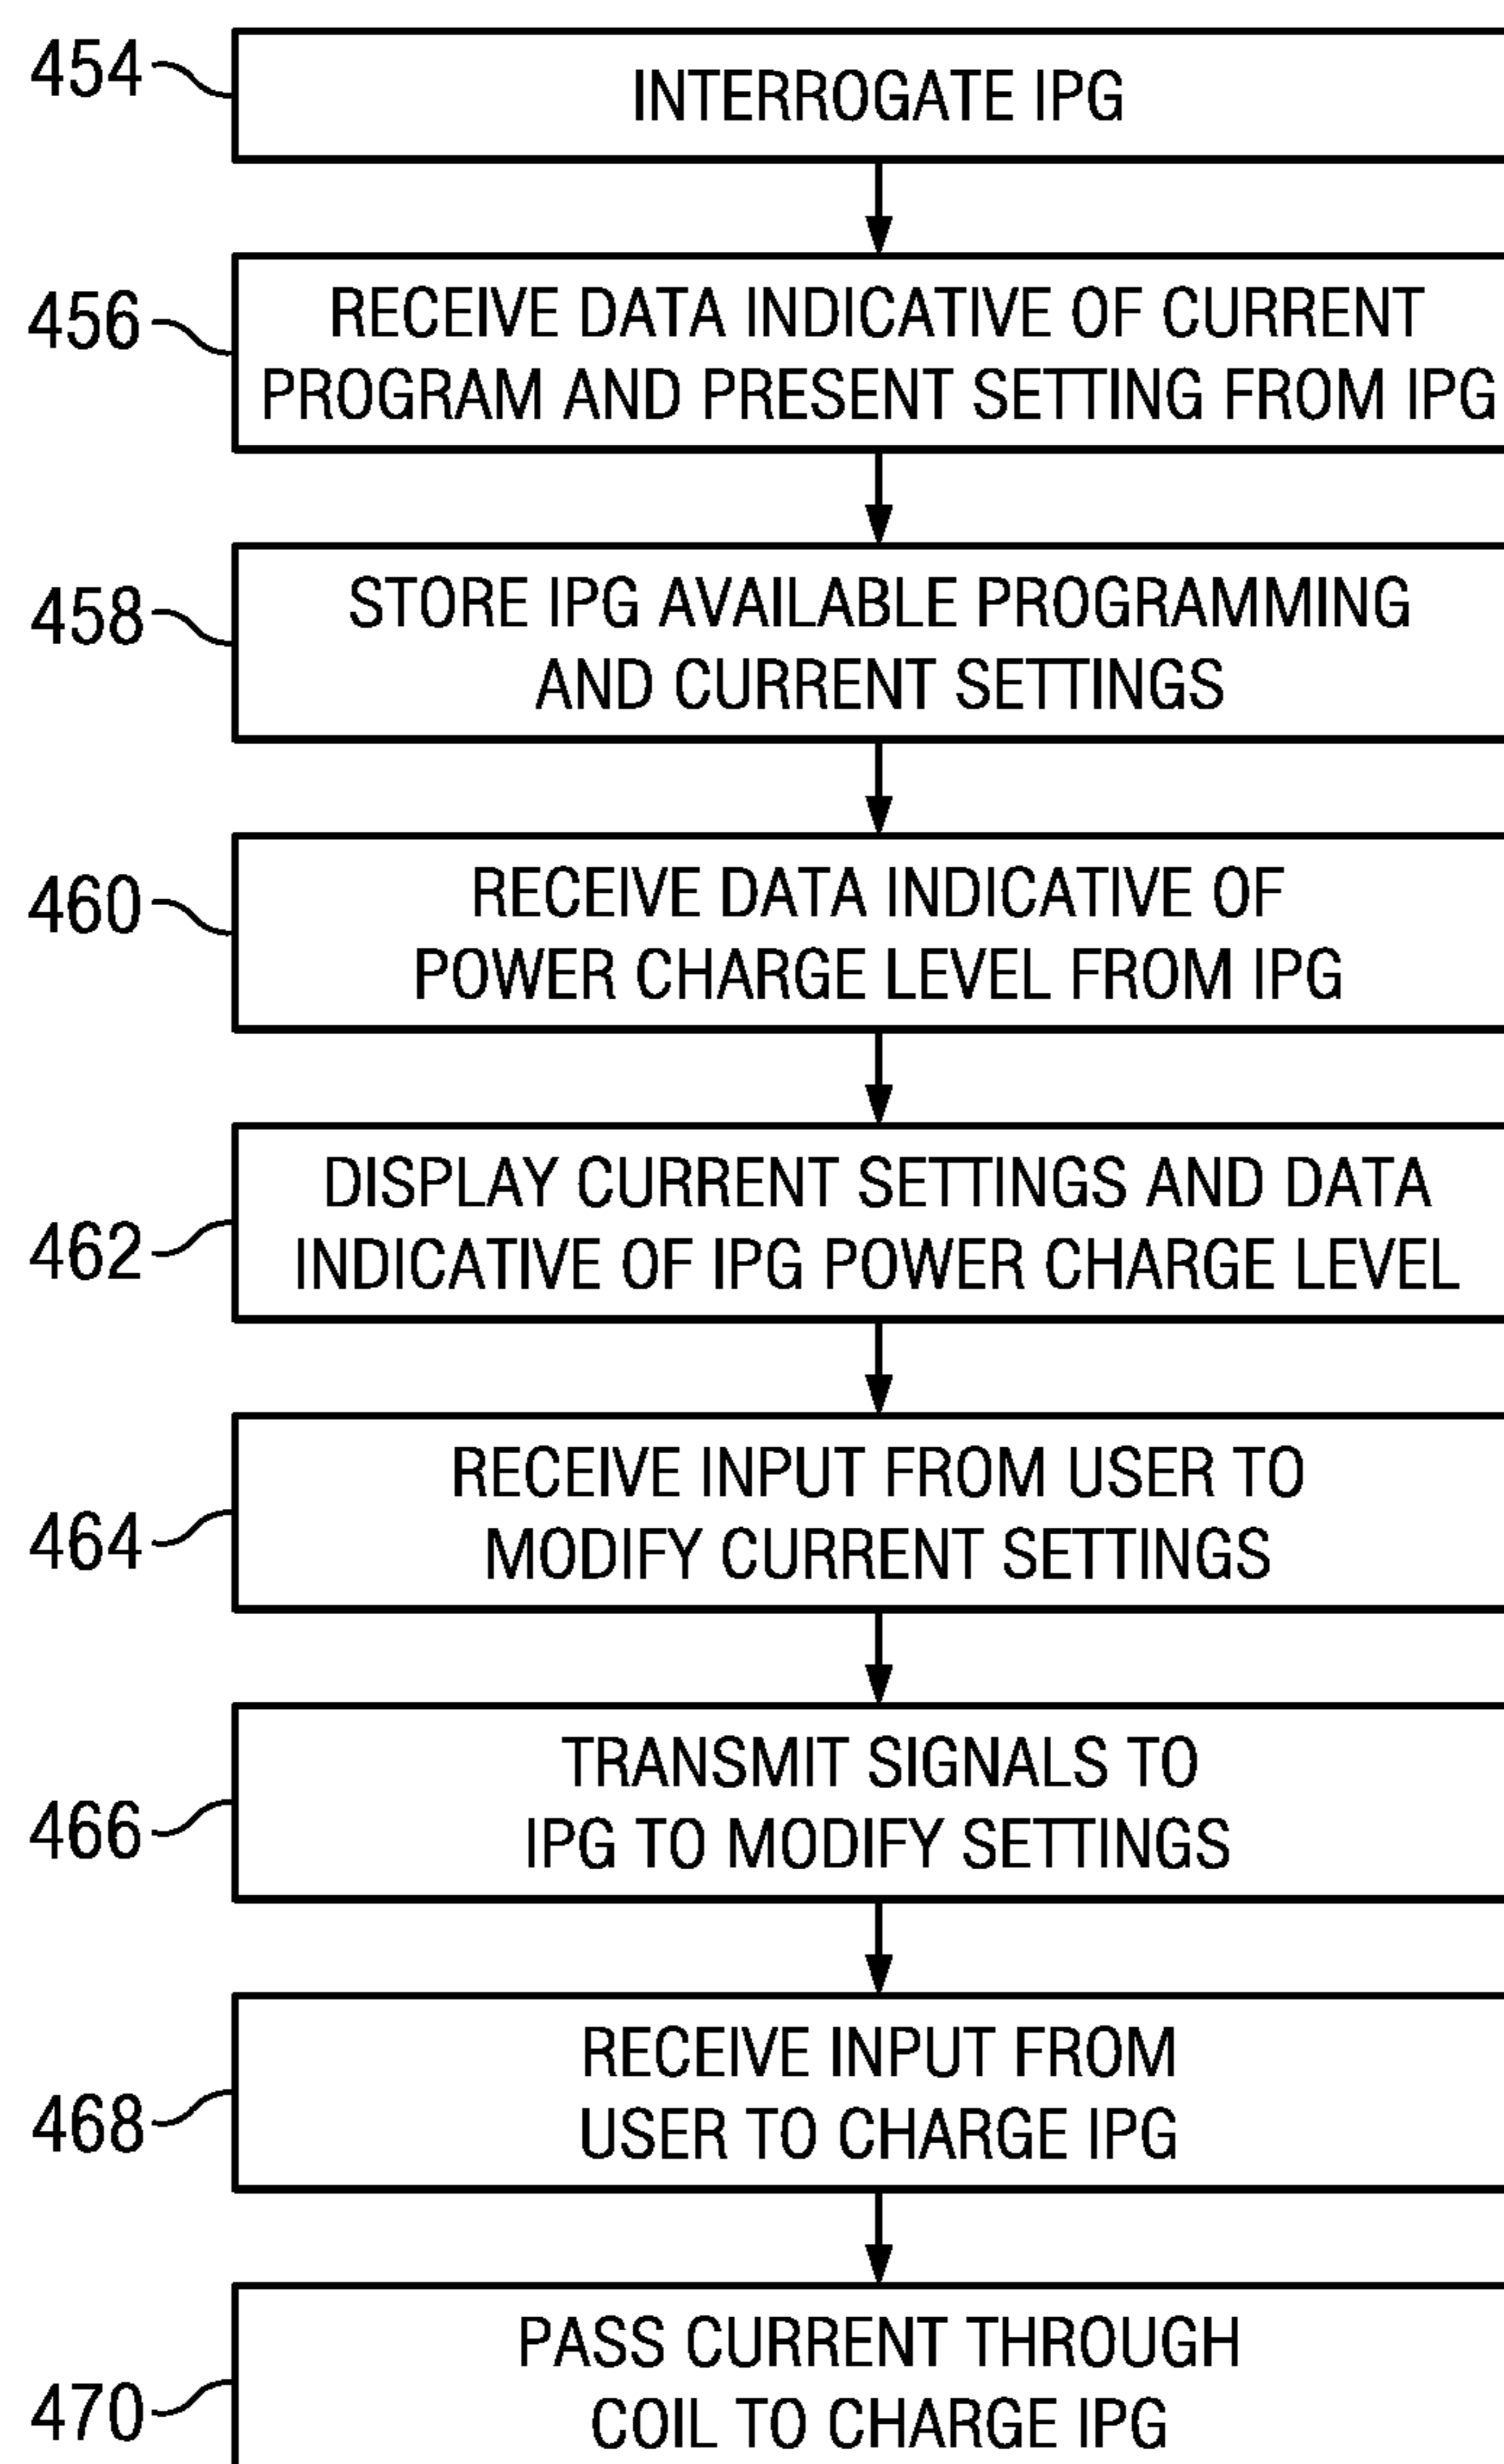 454
INTERROGATE IPG
456
RECEIVE DATA INDICATIVE OF CURRENT
PROGRAM AND PRESENT SETTING FROM IPG
458
STORE IPG AVAILABLE PROGRAMMING
AND CURRENT SETTINGS
460
RECEIVE DATA INDICATIVE OF
POWER CHARGE LEVEL FROM IPG
462
DISPLAY CURRENT SETTINGS AND DATA
INDICATIVE OF IPG POWER CHARGE LEVEL
464
RECEIVE INPUT FROM USER TO
MODIFY CURRENT SETTINGS
466
TRANSMIT SIGNALS TO
IPG TO MODIFY SETTINGS
468
RECEIVE INPUT FROM
USER TO CHARGE IPG
470
PASS CURRENT THROUGH
COIL TO CHARGE IPG